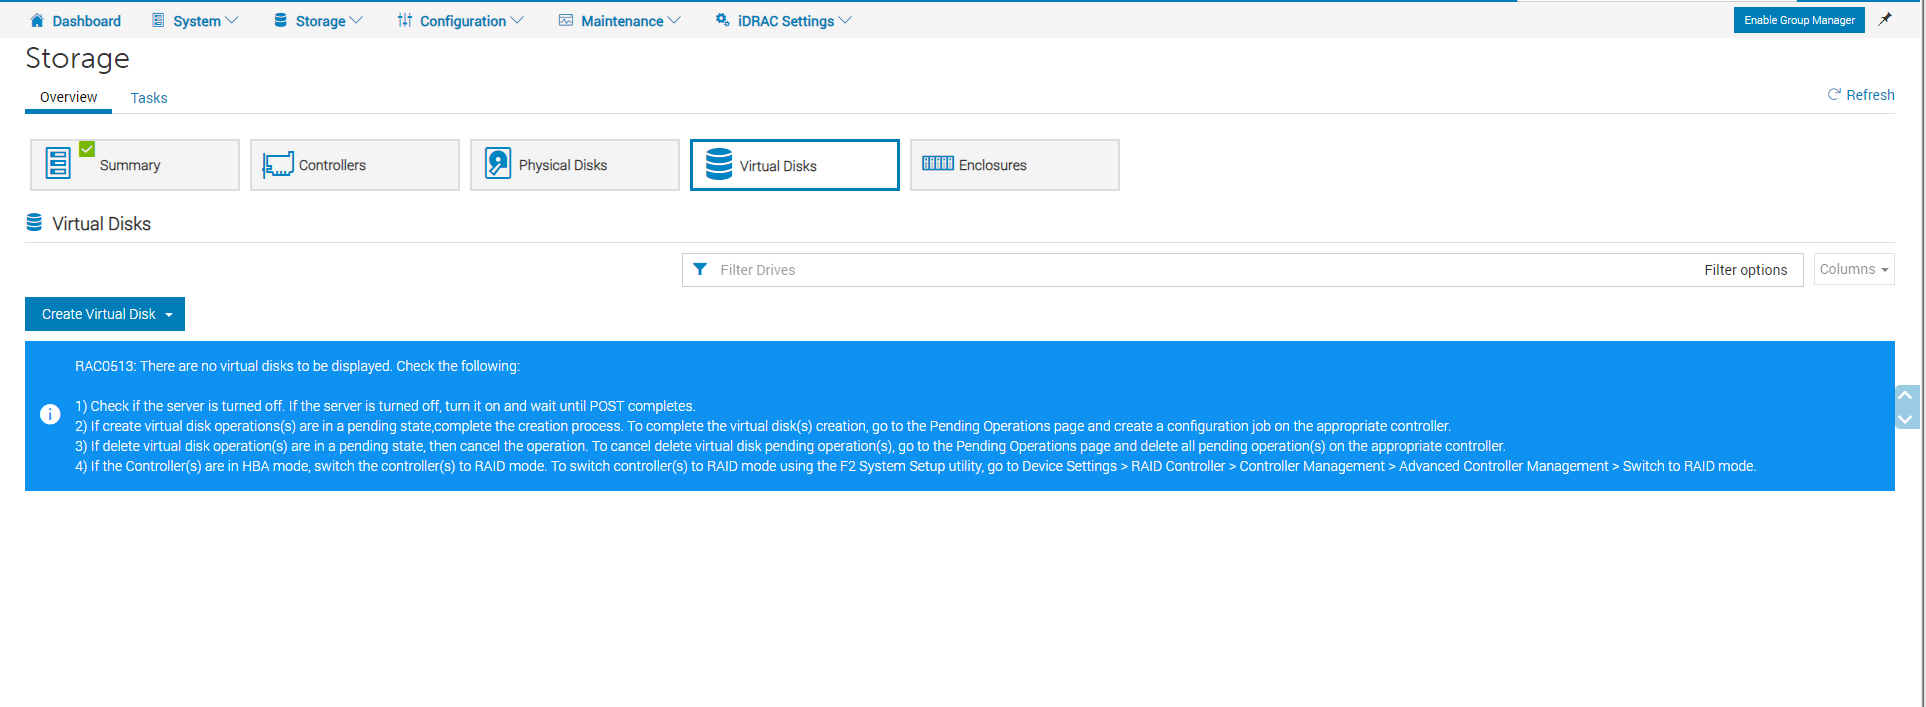 Dashboard System Storage Configuration Maintenance iDRAC Settings Enable Group Manager
Storage
Overview Tasks Refresh
Summary Controllers Physical Disks Virtual Disks Enclosures
Virtual Disks
Filter Drives Filter options Columns
Create Virtual Disk
RAC0513: There are no virtual disks to be displayed. Check the following:
1) Check if the server is turned off. If the server is turned off, turn it on and wait until POST completes.
2) If create virtual disk operations(s) are in a pending state,complete the creation process. To complete the virtual disk(s) creation, go to the Pending Operations page and create a configuration job on the appropriate controller.
3) If delete virtual disk operation(s) are in a pending state, then cancel the operation. To cancel delete virtual disk pending operation(s), go to the Pending Operations page and delete all pending operation(s) on the appropriate controller.
4) If the Controller(s) are in HBA mode, switch the controller(s) to RAID mode. To switch controller(s) to RAID mode using the F2 System Setup utility, go to Device Settings > RAID Controller > Controller Management > Advanced Controller Management > Switch to RAID mode.